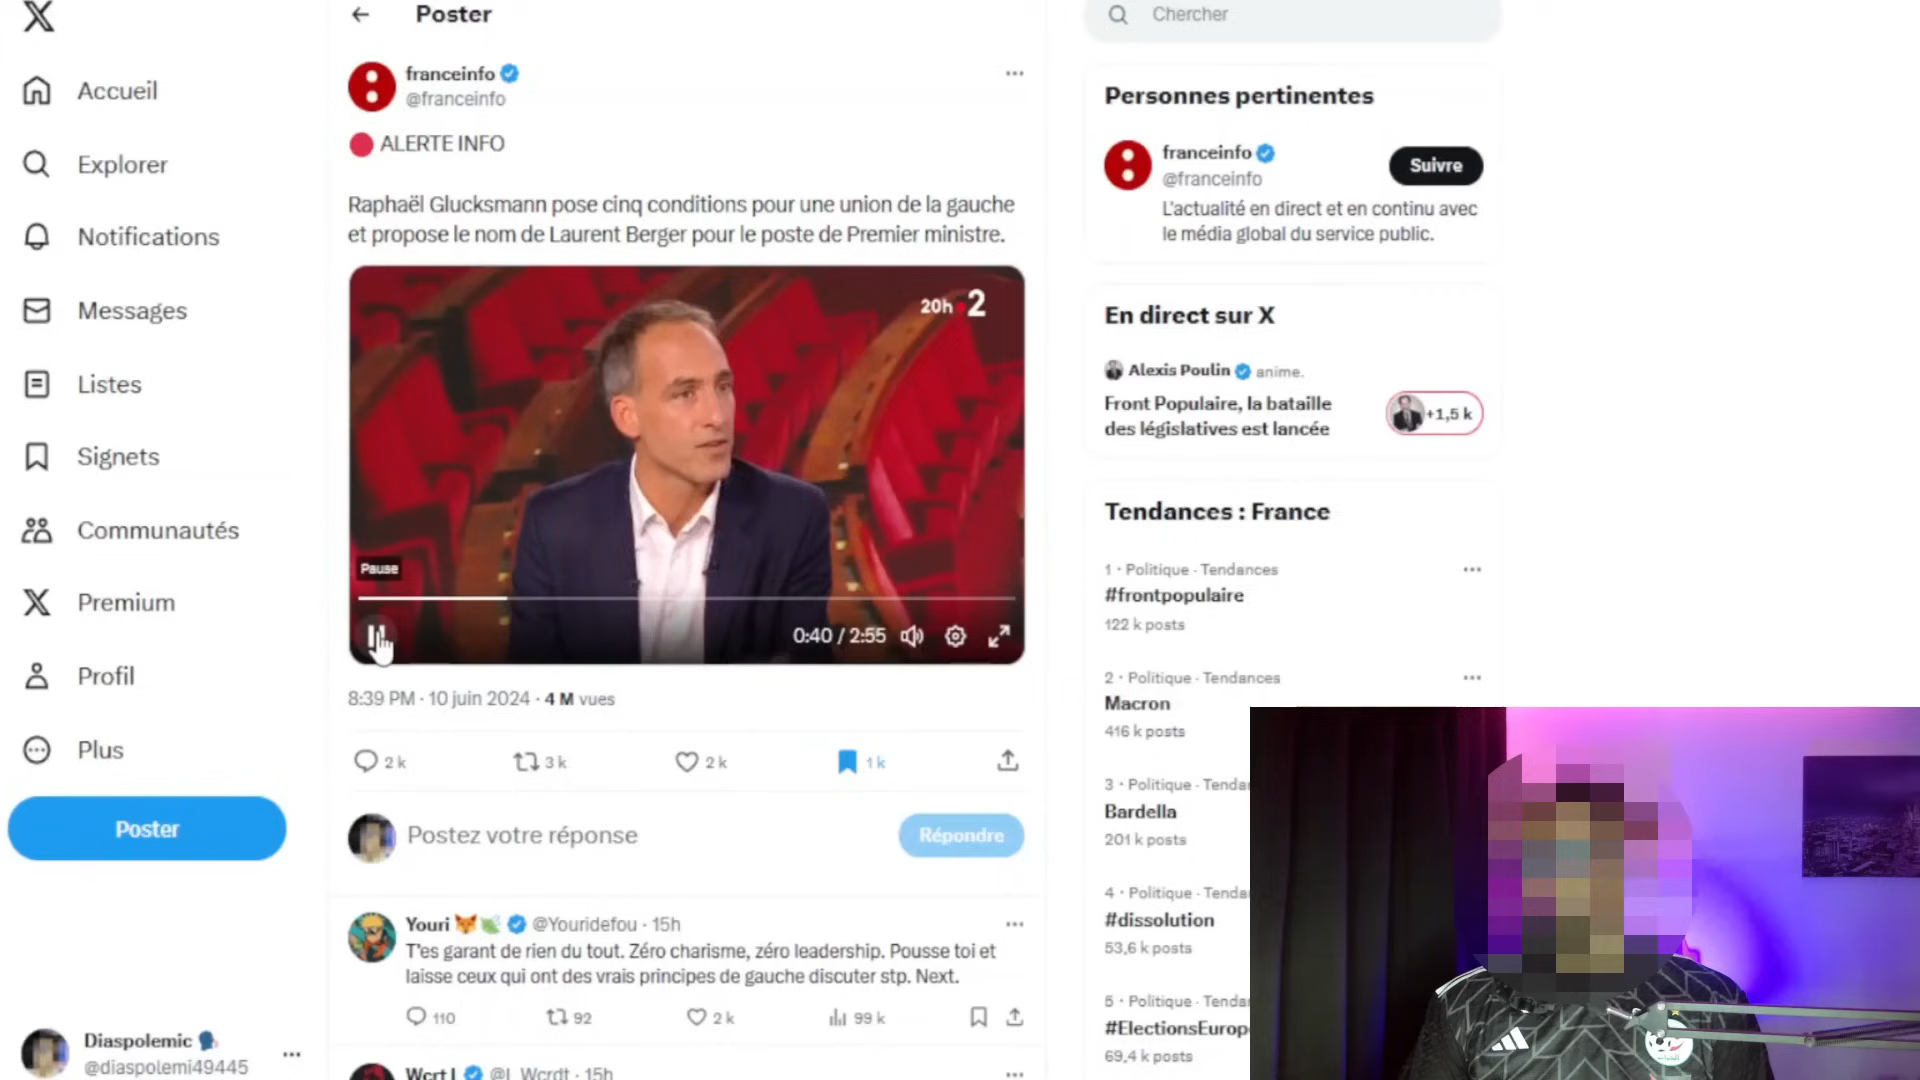 Accueil
Explorer
Notifications
Messages
Listes
Signets
Communautés
Premium
Profil
Plus
Poster
Diaspolemic
@diaspolemi49445
Poster
franceinfo
@franceinfo
ALERTE INFO
Raphaël Glucksmann pose cinq conditions pour une union de la gauche
et propose le nom de Laurent Berger pour le poste de Premier ministre.
20h 2
Pause
0:40 / 2:55
8:39 PM · 10 juin 2024 · 4 M vues
2 k 3 k 2 k 1 k
Postez votre réponse
Répondre
Youri @Youridefou · 15h
T'es garant de rien du tout. Zéro charisme, zéro leadership. Pousse toi et
laisse ceux qui ont des vrais principes de gauche discuter stp. Next.
110 92 2 k 99 k
15h
Chercher
Personnes pertinentes
franceinfo
@franceinfo
Suivre
L'actualité en direct et en continu avec
le média global du service public.
En direct sur X
Alexis Poulin anime.
Front Populaire, la bataille
des législatives est lancée
+1,5 k
Tendances : France
1 · Politique · Tendances
#frontpopulaire
122 k posts
2 · Politique · Tendances
Macron
416 k posts
3 · Politique · Tenda
Bardella
201 k posts
4 · Politique · Tenda
#dissolution
53,6 k posts
5 · Politique · Tenda
#ElectionsEurop
69,4 k posts